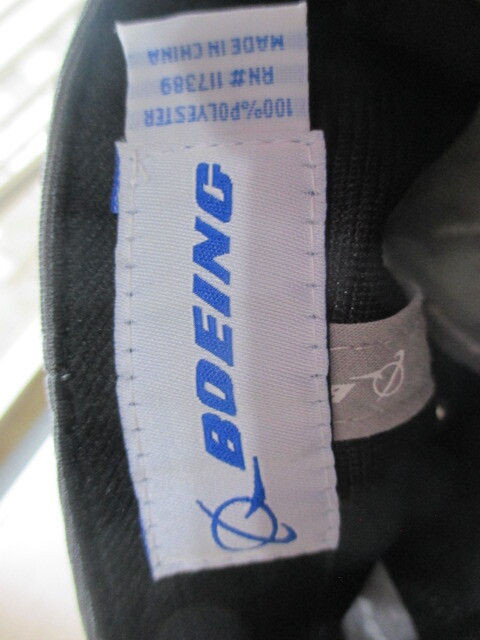 100%POLYESTER
RN# 117389
MADE IN CHINA
BOEING